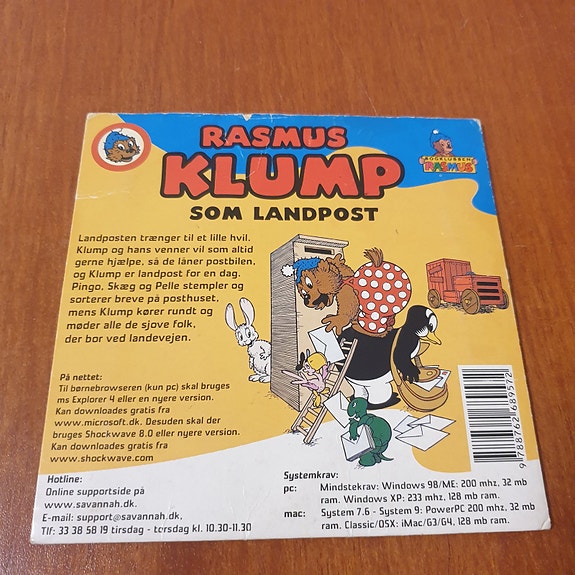 RASMUS
KLUMP
SOM LANDPOST
BOGKLUBBEN
RASMUS
Landposten trænger til et lille hvil.
Klump og hans venner vil som altid
gerne hjælpe, så de låner postbilen,
og Klump er landpost for en dag.
Pingo, Skæg og Pelle stempler og
sorterer breve på posthuset,
mens Klump kører rundt og
møder alle de sjove folk,
der bor ved landevejen.
På nettet:
Til børnebrowseren (kun pc) skal bruges
ms Explorer 4 eller en nyere version.
Kan downloades gratis fra
www.microsoft.dk. Desuden skal der
bruges Shockwave 8.0 eller nyere version.
Kan downloades gratis fra
www.shockwave.com
Hotline:
Online supportside på
www.savannah.dk,
E-mail: support@savannah.dk,
Tlf: 33 38 58 19 tirsdag - torsdag kl. 10.30-11.30
Systemkrav:
pc: Mindstekrav: Windows 98/ME: 200 mhz, 32 mb
ram. Windows XP: 233 mhz, 128 mb ram.
mac: System 7.6 - System 9: PowerPC 200 mhz, 32 mb
ram. Classic/OSX: iMac/G3/G4, 128 mb ram.
9788762689572